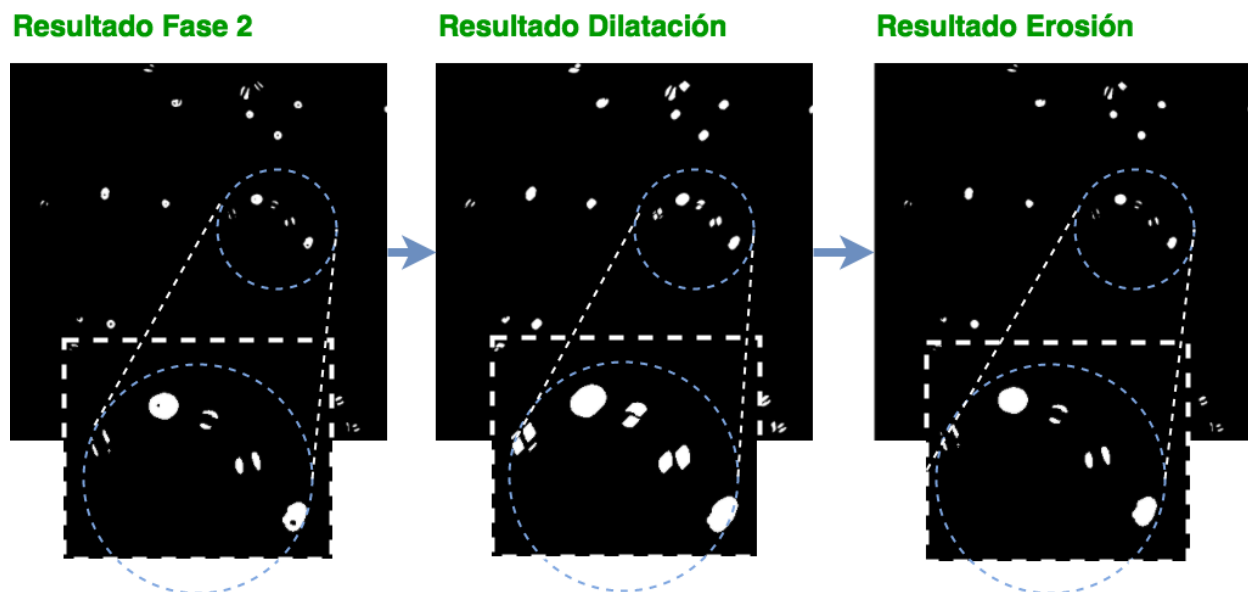 Resultado Fase 2
Resultado Dilatación
Resultado Erosión